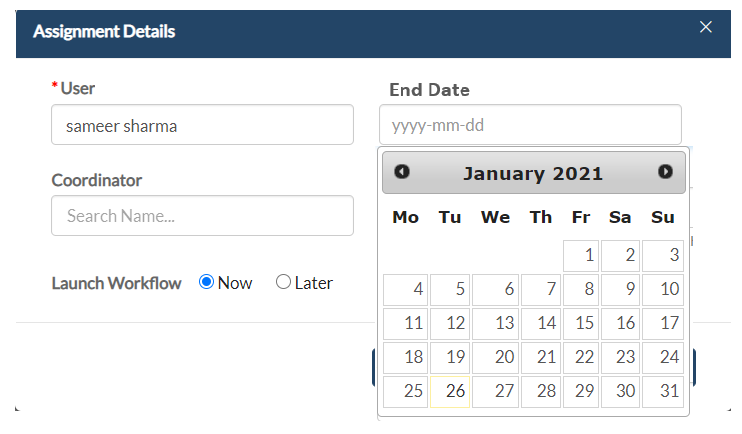 Assignment Details
* User
sameer sharma
End Date
yyyy-mm-dd
January 2021
Mo Tu We Th Fr Sa Su
1 2 3
4 5 6 7 8 9 10
11 12 13 14 15 16 17
18 19 20 21 22 23 24
25 26 27 28 29 30 31
Coordinator
Search Name...
Launch Workflow Now Later